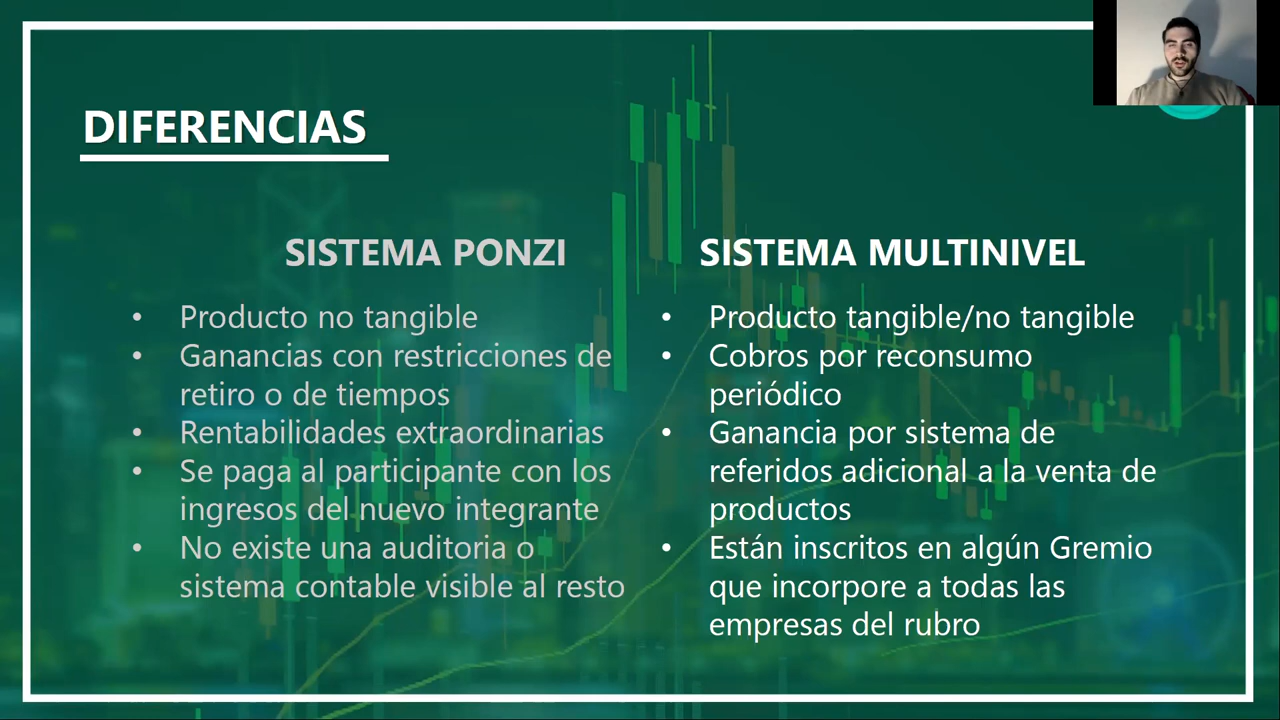 DIFERENCIAS
SISTEMA PONZI
• Producto no tangible
• Ganancias con restricciones de
retiro o de tiempos
• Rentabilidades extraordinarias
• Se paga al participante con los
ingresos del nuevo integrante
• No existe una auditoria o
sistema contable visible al resto
SISTEMA MULTINIVEL
• Producto tangible/no tangible
• Cobros por reconsumo
periódico
• Ganancia por sistema de
referidos adicional a la venta de
productos
• Están inscritos en algún Gremio
que incorpore a todas las
empresas del rubro